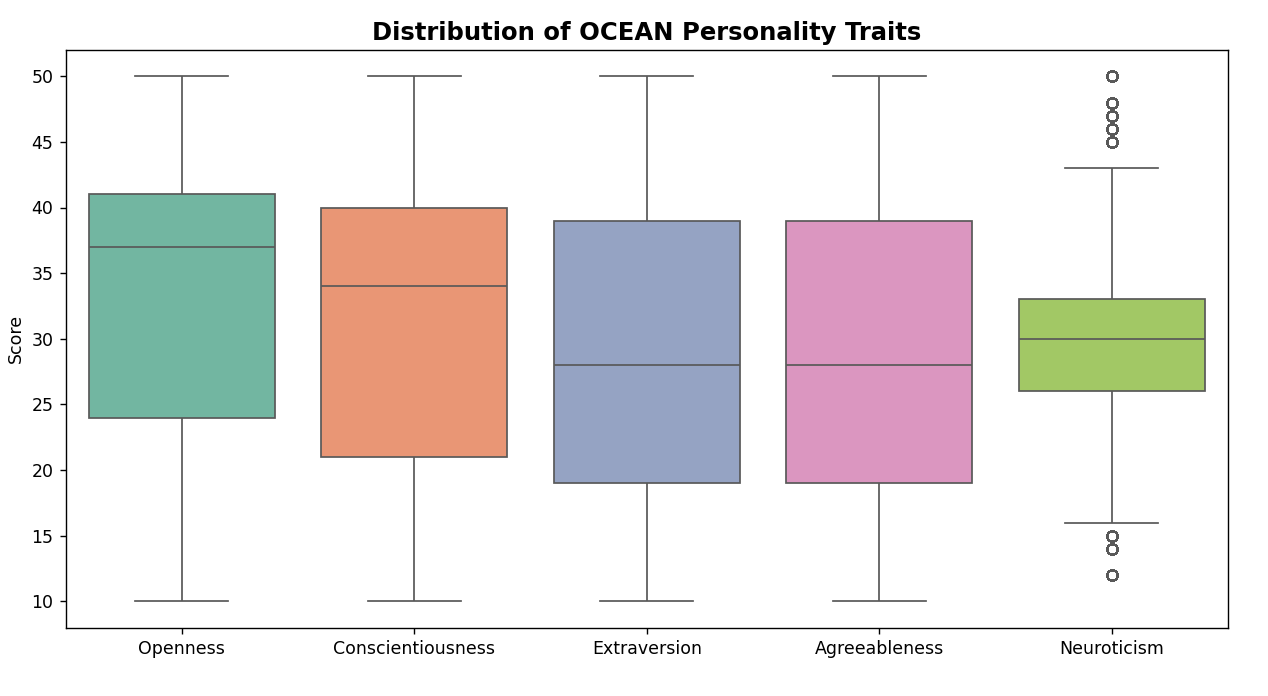 Distribution of OCEAN Personality Traits
Score
50
45
40
35
30
25
20
15
10
Openness
Conscientiousness
Extraversion
Agreeableness
Neuroticism